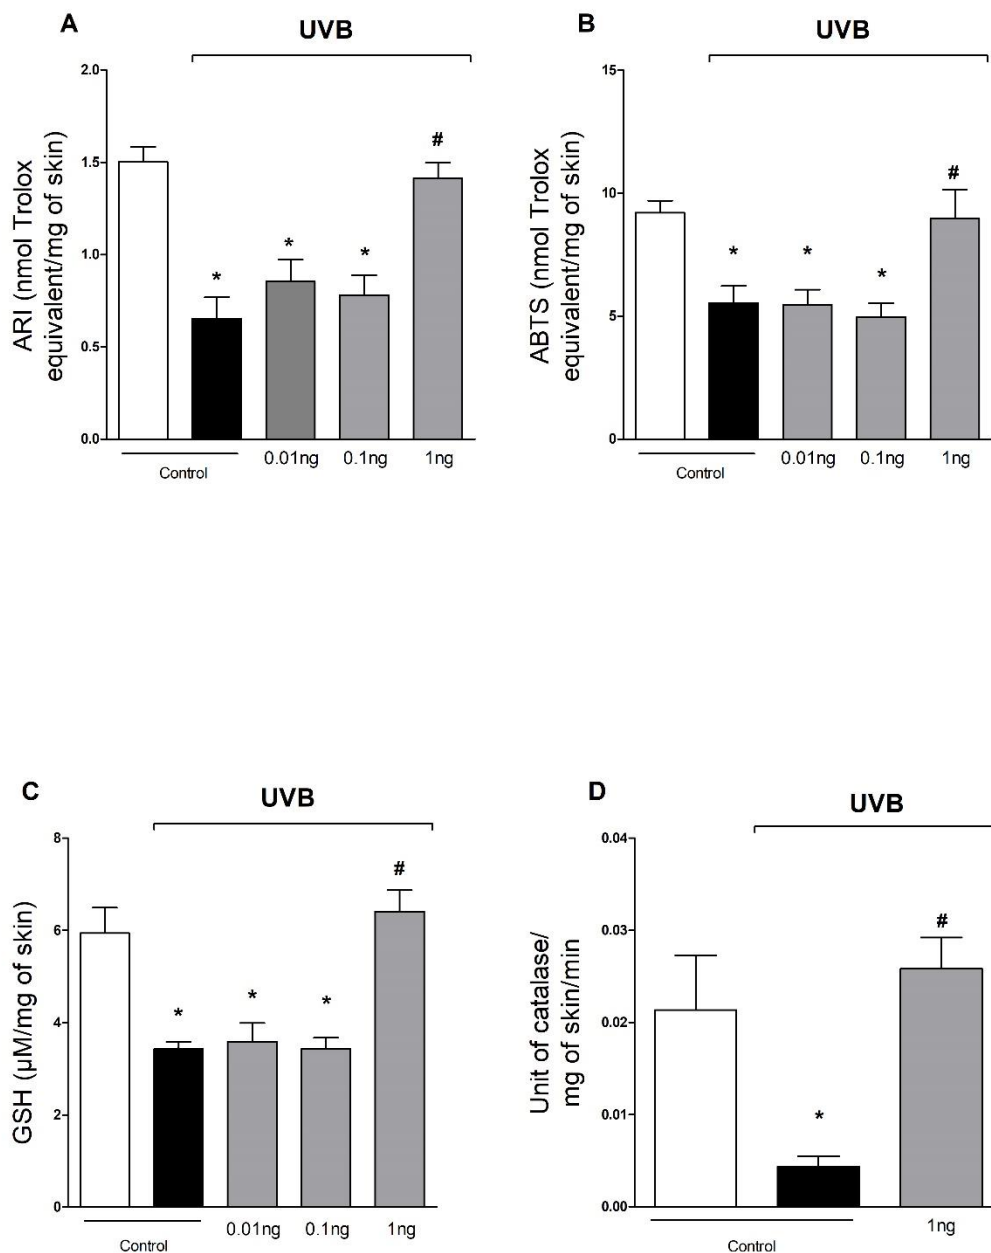 A
UVB
ARI (nmol Trolox
equivalent/mg of skin)
2.0
1.5
1.0
0.5
0.0
*
*
*
#
Control
0.01ng
0.1ng
1ng
B
UVB
ABTS (nmol Trolox
equivalent/mg of skin)
15
10
5
0
*
*
*
#
Control
0.01ng
0.1ng
1ng
C
UVB
GSH (µM/mg of skin)
8
6
4
2
0
*
*
*
#
Control
0.01ng
0.1ng
1ng
D
UVB
Unit of catalase/
mg of skin/min
0.04
0.03
0.02
0.01
0.00
*
#
Control
1ng